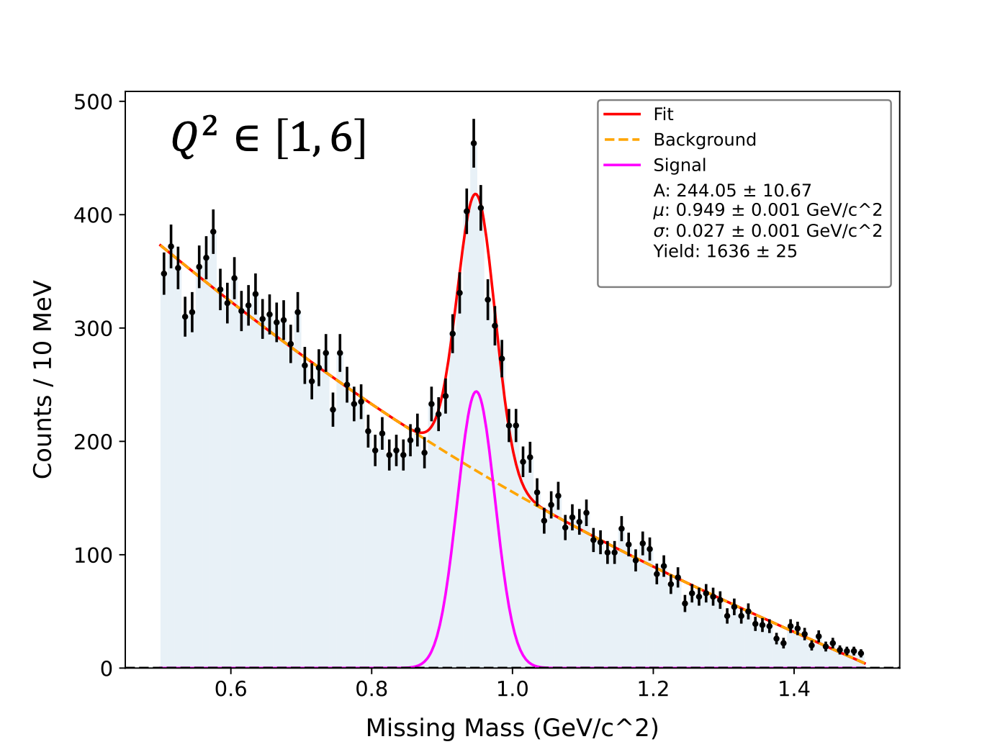 Q² ∈ [1, 6]
Fit
Background
Signal
A: 244.05 ± 10.67
μ: 0.949 ± 0.001 GeV/c^2
σ: 0.027 ± 0.001 GeV/c^2
Yield: 1636 ± 25
Counts / 10 MeV
500
400
300
200
100
0
0.6 0.8 1.0 1.2 1.4
Missing Mass (GeV/c^2)